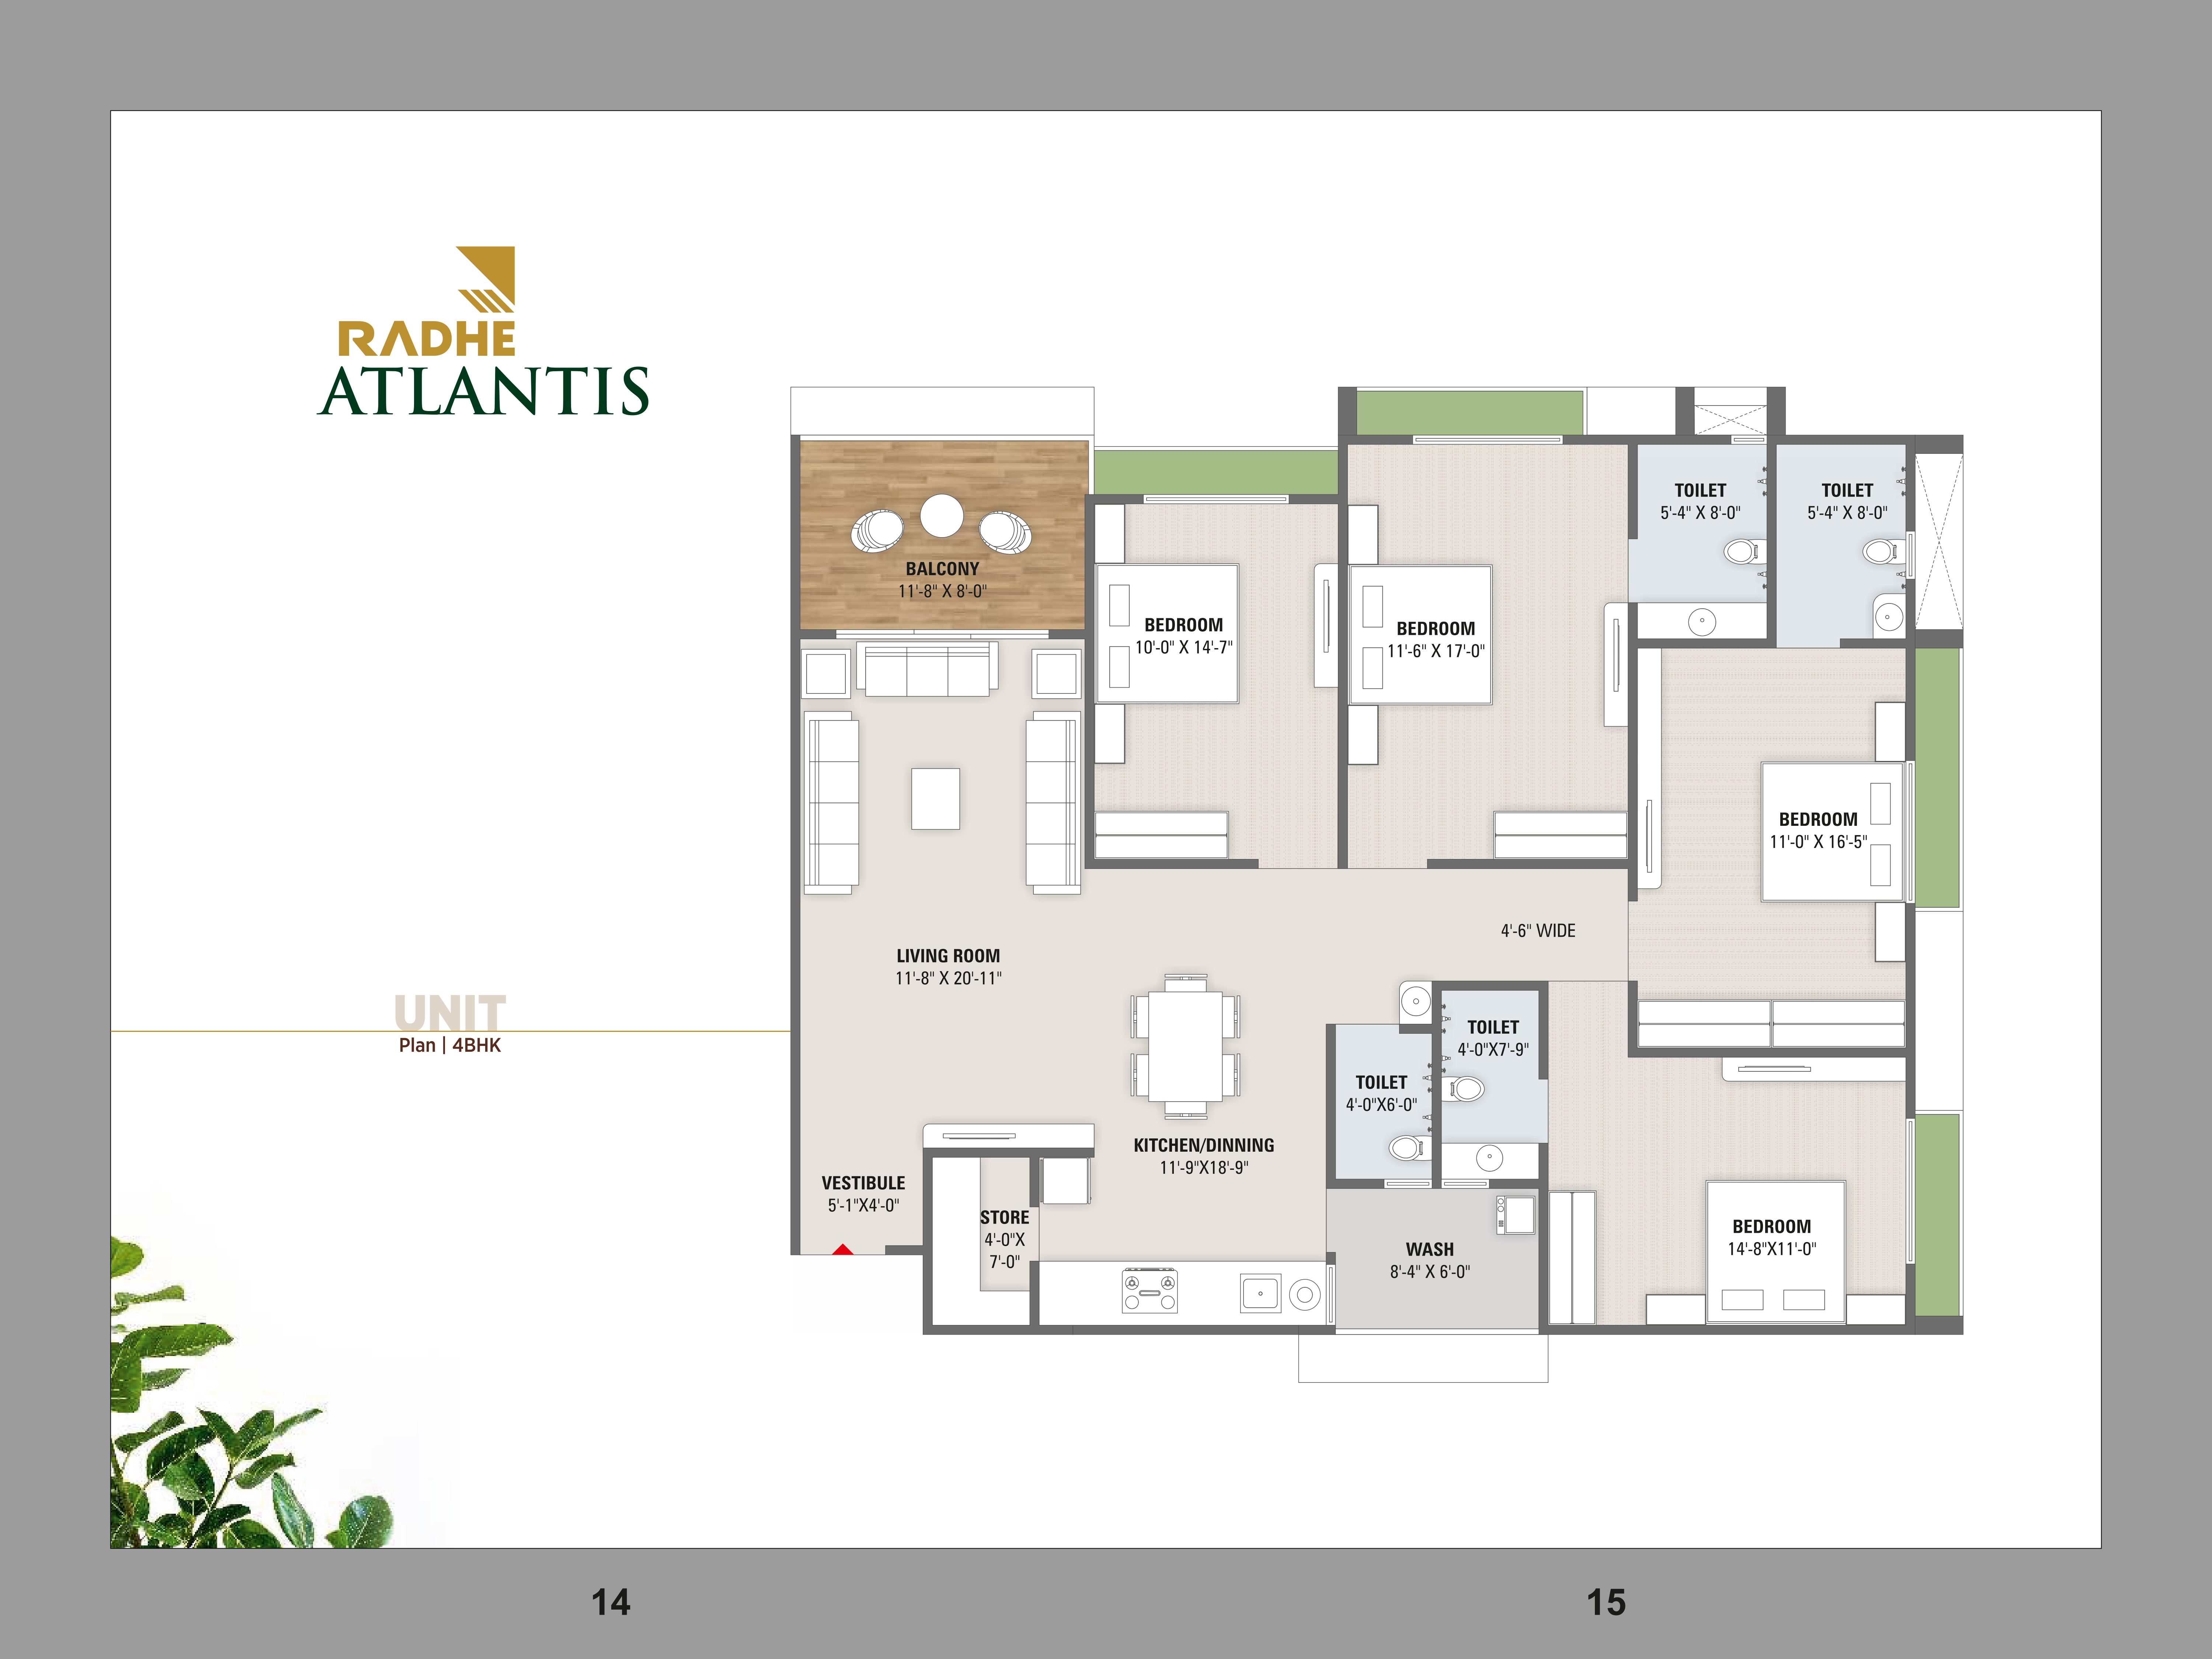 RADHE
ATLANTIS
UNIT
Plan | 4BHK
BALCONY
11'-8" X 8'-0"
BEDROOM
10'-0" X 14'-7"
BEDROOM
11'-6" X 17'-0"
TOILET
5'-4" X 8'-0"
TOILET
5'-4" X 8'-0"
BEDROOM
11'-0" X 16'-5"
4'-6" WIDE
LIVING ROOM
11'-8" X 20'-11"
TOILET
4'-0"X7'-9"
TOILET
4'-0"X6'-0"
KITCHEN/DINNING
11'-9"X18'-9"
VESTIBULE
5'-1"X4'-0"
STORE
4'-0"X
7'-0"
WASH
8'-4" X 6'-0"
BEDROOM
14'-8"X11'-0"
14
15